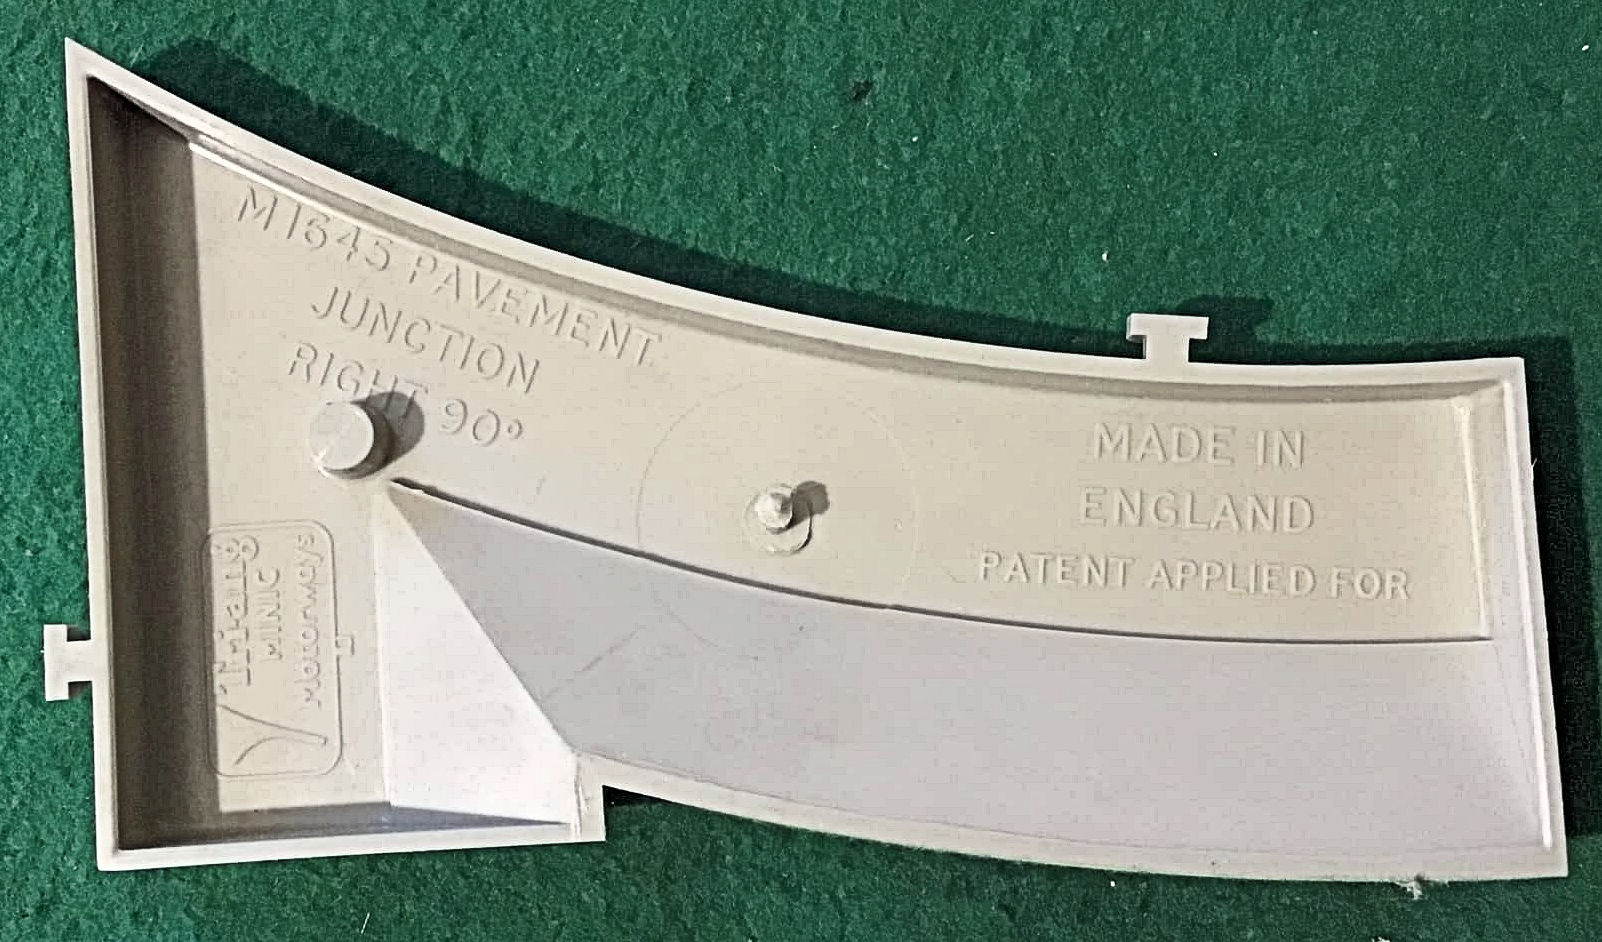 M1645 PAVEMENT
JUNCTION
RIGHT 90°
MADE IN
ENGLAND
PATENT APPLIED FOR
Tri-ang
MINIC
Motorways